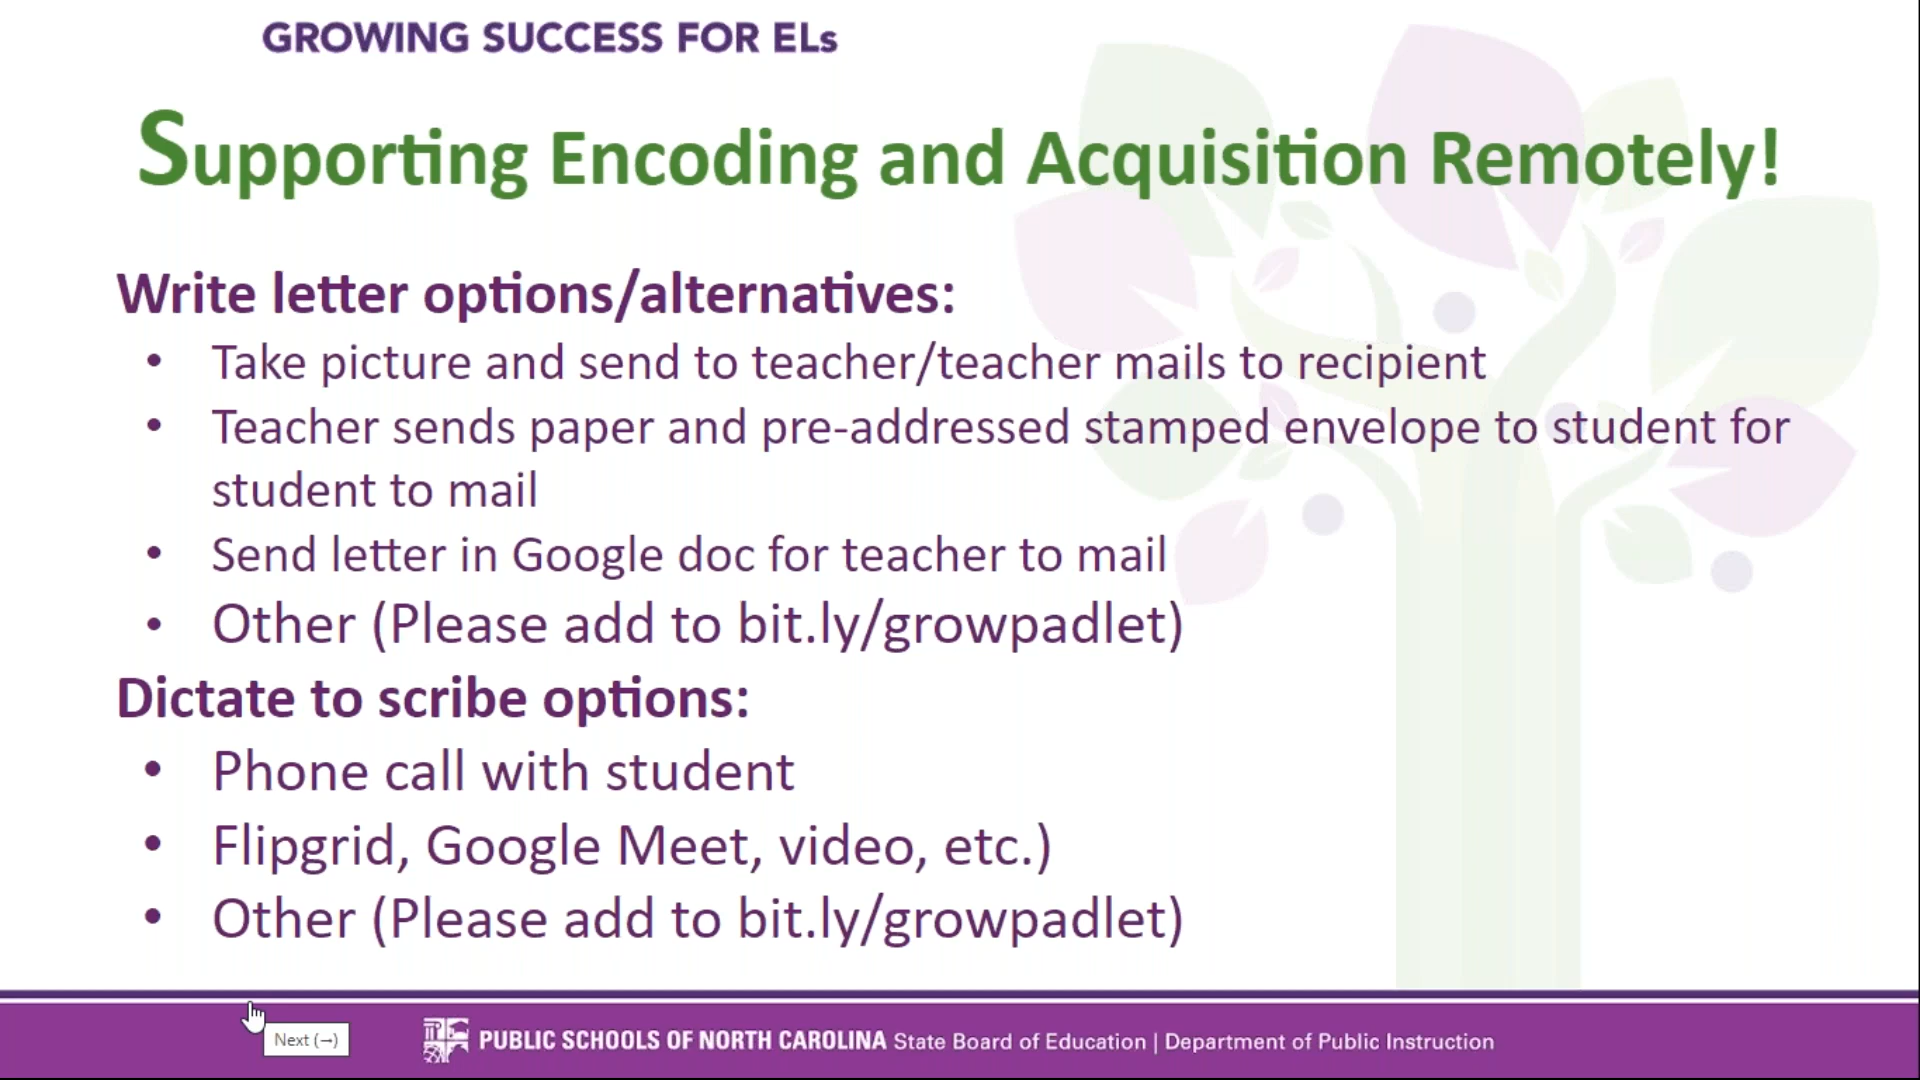 GROWING SUCCESS FOR ELs
Supporting Encoding and Acquisition Remotely!
Write letter options/alternatives:
• Take picture and send to teacher/teacher mails to recipient
• Teacher sends paper and pre-addressed stamped envelope to student for
student to mail
• Send letter in Google doc for teacher to mail
• Other (Please add to bit.ly/growpadlet)
Dictate to scribe options:
• Phone call with student
• Flipgrid, Google Meet, video, etc.)
• Other (Please add to bit.ly/growpadlet)
Next (→)
PUBLIC SCHOOLS OF NORTH CAROLINA State Board of Education | Department of Public Instruction